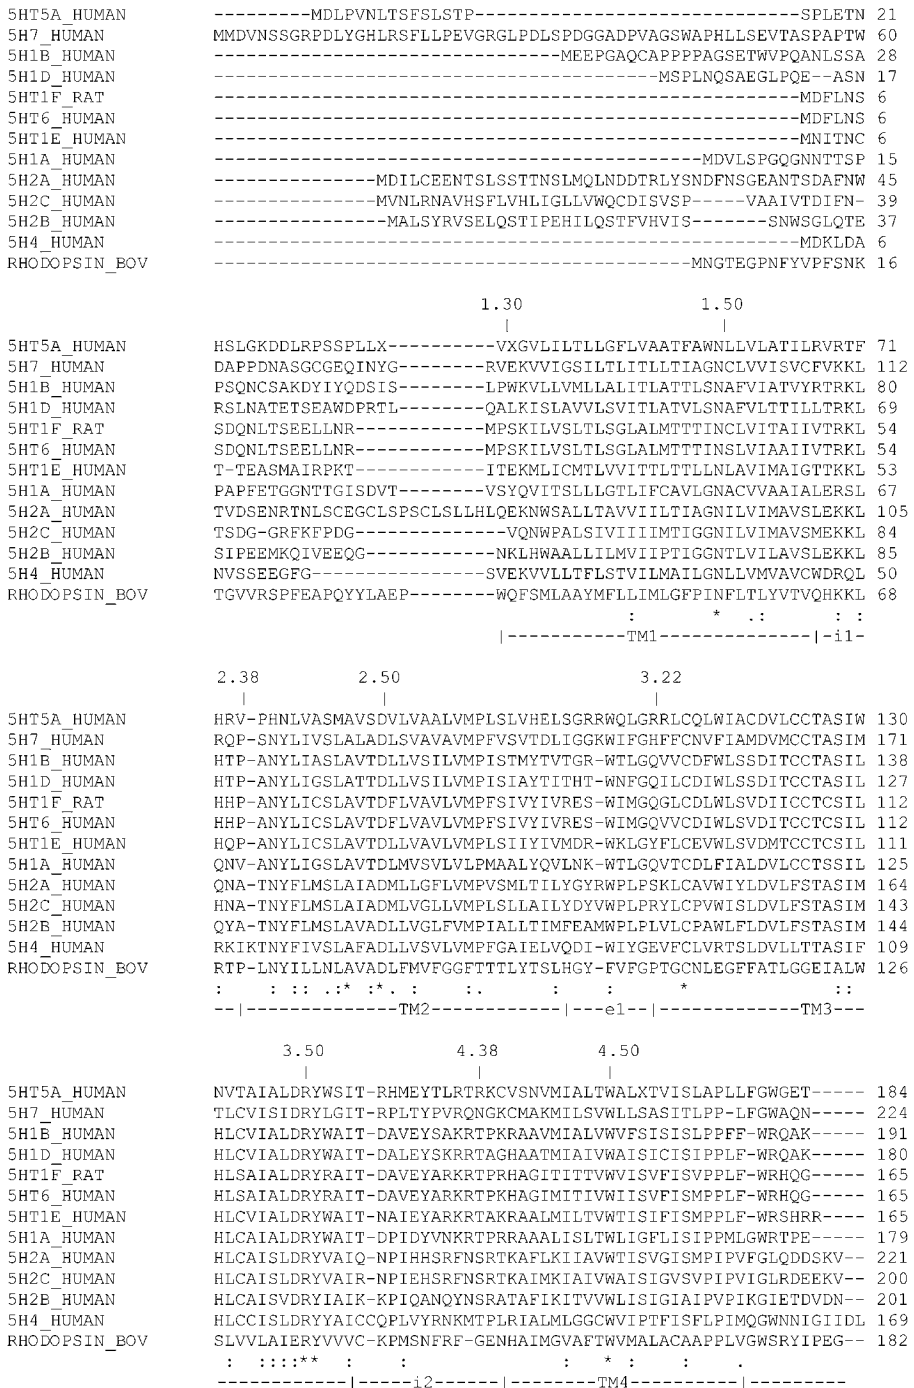 5HT5A_HUMAN ---------MDLPVNLTSFSLSTP------------------------------SPLETN 21
5H7_HUMAN MMDVNSSGRPDLYGHLRSFLLPEVGRGLPDLSPDGGADPVAGSWAPHLLSEVTASPAPTW 60
5H1B_HUMAN --------------------------------MEEPGAQCAPPPPAGSETWVPQANLSSA 28
5H1D_HUMAN -----------------------------------------MSPLNQSAEGLPQE--ASN 17
5HT1F_RAT ------------------------------------------------------MDFLNS 6
5HT6_HUMAN ------------------------------------------------------MDFLNS 6
5HT1E_HUMAN ------------------------------------------------------MNITNC 6
5H1A_HUMAN ---------------------------------------------MDVLSPGQGNNTTSP 15
5H2A_HUMAN ---------------MDILCEENTSLSSTTNSLMQLNDDTRLYSNDFNSGEANTSDAFNW 45
5H2C_HUMAN ---------------MVNLRNAVHSFLVHLIGLLVWQCDISVSP-----VAAIVTDIFN- 39
5H2B_HUMAN ---------------MALSYRVSELQSTIPEHILQSTFVHVIS------SNWSGLQTE 37
5H4_HUMAN ------------------------------------------------------MDKLDA 6
RHODOPSIN_BOV --------------------------------------------MNGTEGPNFYVPFSNK 16
1.30 1.50
| |
5HT5A_HUMAN HSLGKDDLRPSSPLLX----------VXGVLILTLLGFLVAATFAWNLLVLATILRVRTF 71
5H7_HUMAN DAPPDNASGCGEQINYG---------RVEKVVIGSILTLITLLTIAGNCLVVISVCFVKKL 112
5H1B_HUMAN PSQNCSAKDYIYQDSIS---------LPWKVLLVMLLALITLATTLSNAFVIATVYRTRKL 80
5H1D_HUMAN RSLNATETSEAWDPRTL---------QALKISLAVVLSVITLATVLSNAFVLTTILLTRKL 69
5HT1F_RAT SDQNLTSEELLNR------------MPSKILVSLTLSGLALMTTTINCLVITAIIVTRKL 54
5HT6_HUMAN SDQNLTSEELLNR------------MPSKILVSLTLSGLALMTTTINSLVIAAIIVTRKL 54
5HT1E_HUMAN T-TEASMAIRPKT------------ITEKMLICMTLVVITTLTTLLNLAVIMAIGTTKKL 53
5H1A_HUMAN PAPFETGGNTTGISDVT--------VSYQVITSLLLGTLIFCAVLGNACVVAAIALERSL 67
5H2A_HUMAN TVDSENRTNLSCEGCLSPSCLSLLHLQEKNWSALLTAVVIILTIAGNILVIMAVSLEKKL 105
5H2C_HUMAN TSDG-GRFKFPDG-------------VQNWPALSIVIIIIMTIGGNILVIMAVSMEKKL 84
5H2B_HUMAN SIPEEMKQIVEEQG-----------NKLHWAALLILMVIIPTIGGNTLVILAVSLEKKL 85
5H4_HUMAN NVSSEEGFG----------------SVEKVVLLTFLSTVILMAILGNLLVMVAVCWDRQL 50
RHODOPSIN_BOV TGVVRSPFEAPQYYLAEP--------WQFSMLAAYMFLLIMLGFPINFLTLYVTVQHKKL 68
: * .: : :
|-----------TM1-------------|-i1-
2.38 2.50 3.22
| | |
5HT5A_HUMAN HRV-PHNLVASMAVSDVLVAALVMPLSLVHELSGRRWQLGRRLCQLWIACDVLCCTASIW 130
5H7_HUMAN RQP-SNYLIVSLALADLSVAVAVMPFVSVTDLIGGKWIFGHFFCNVFIAMDVMCCTASIM 171
5H1B_HUMAN HTP-ANYLIASLAVTDLLVSILVMPISTMYTVTGR-WTLGQVVCDFWLSSDITCCTASIL 138
5H1D_HUMAN HTP-ANYLIGSLATTDLLVSILVMPISIAYTITHT-WNFGQILCDIWLSSDITCCTASIL 127
5HT1F_RAT HHP-ANYLICSLAVTDFLVAVLVMPFSIVYIVRES-WIMGQGLCDLWLSVDIICCTCSIL 112
5HT6_HUMAN HHP-ANYLICSLAVTDFLVAVLVMPFSIVYIVRES-WIMGQVVCDIWLSVDITCCTCSIL 112
5HT1E_HUMAN HQP-ANYLICSLAVTDLLVAVLVMPLSIIYIVMDR-WKLGYFLCEVWLSVDMTCCTCSIL 111
5H1A_HUMAN QNV-ANYLIGSLAVTDLMVSVLVLPMAALYQVLNK-WTLGQVTCDLFIALDVLCCTSSIL 125
5H2A_HUMAN QNA-TNYFLMSLAIADMLLGFLVMPVSMLTILYGYRWPLPSKLCAVWIYLDVLFSTASIM 164
5H2C_HUMAN HNA-TNYFLMSLAIADMLVGLLVMPLSLLAILYDYVWPLPRYLCPVWISLDVLFSTASIM 143
5H2B_HUMAN QYA-TNYFLMSLAVADLLVGLFVMPIALLTIMFEAMWPLPLVLCPAWLFLDVLFSTASIM 144
5H4_HUMAN RKIKTNYFIVSLAFADLLVSVLVMPFGAIELVQDI-WIYGEVFCLVRTSLDVLLTTASIF 109
RHODOPSIN_BOV RTP-LNYILLNLAVADLFMVFGGFTTTLYTSLHGY-FVFGPTGCNLEGFFATLGGEIALW 126
: : :: .:* :*. : :. : : * ::
--|--------------TM2------------|---e1--|-------------TM3----
3.50 4.38 4.50
| | |
5HT5A_HUMAN NVTAIALDRYWSIT-RHMEYTLRTRKCVSNVMIALTWALXTVISLAPLLFGWGET----- 184
5H7_HUMAN TLCVISIDRYLGIT-RPLTYPVRQNGKCMAKMILSVWLLSASITLPP-LFGWAQN----- 224
5H1B_HUMAN HLCVIALDRYWAIT-DAVEYSAKRTPKRAAVMIALVWVFSISISLPPFF-WRQAK----- 191
5H1D_HUMAN HLCVIALDRYWAIT-DALEYSKRRTAGHAATMIAIVWAISICISIPPLF-WRQAK----- 180
5HT1F_RAT HLSAIALDRYRAIT-DAVEYARKRTPRHAGITITTVWVISVFISVPPLF-WRHQG----- 165
5HT6_HUMAN HLSAIALDRYRAIT-DAVEYARKRTPKHAGIMITIVWIISVFISMPPLF-WRHQG----- 165
5HT1E_HUMAN HLCVIALDRYWAIT-NAIEYARKRTAKRAALMILTVWTISIFISMPPLF-WRSHRR---- 165
5H1A_HUMAN HLCAIALDRYWAIT-DPIDYVNKRTPRRAAALISLTWLIGFLISIPPMLGWRTPE----- 179
5H2A_HUMAN HLCAISLDRYVAIQ-NPIHHSRFNSRTKAFLKIIAVWTISVGISMPIPVFGLQDDSKV-- 221
5H2C_HUMAN HLCAISLDRYVAIR-NPIEHSRFNSRTKAIMKIAIVWAISIGVSVPIPVIGLRDEEKV-- 200
5H2B_HUMAN HLCAISVDRYIAIK-KPIQANQYNSRATAFIKITVVWLISIGIAIPVPIKGIETDVDN-- 201
5H4_HUMAN HLCCISLDRYYAICCQPLVYRNKMTPLRIALMLGGCWVIPTFISFLPIMQGWNNIGIIDL 169
RHODOPSIN_BOV SLVVLAIERYVVVC-KPMSNFRF-GENHAIMGVAFTWVMALACAAPPLVGWSRYIPEG-- 182
: ::::** : : : * : : .
-------------|-----i2---------|--------TM4-----------|---------